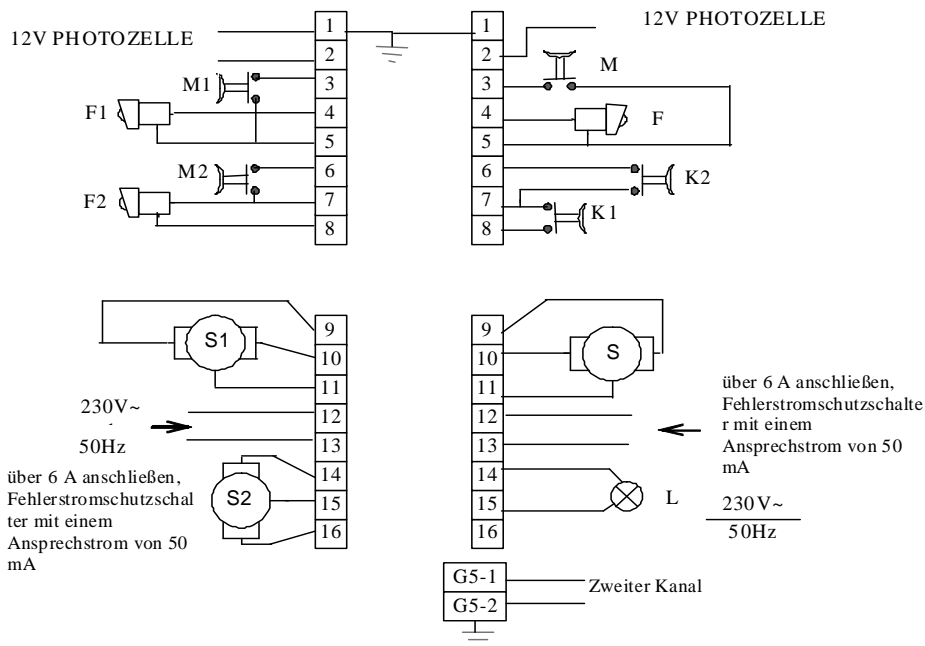 12V PHOTOZELLE
M1
F1
M2
F2
1
2
3
4
5
6
7
8
1
2
3
4
5
6
7
8
12V PHOTOZELLE
M
F
K2
K1
S1
230V~
50Hz
über 6 A anschließen,
Fehlerstromschutzschal
ter mit einem
Ansprechstrom von 50
mA
S2
9
10
11
12
13
14
15
16
9
10
11
12
13
14
15
16
S
über 6 A anschließen,
Fehlerstromschutzschalte
r mit einem
Ansprechstrom von 50
mA
L
230V~
50Hz
G5-1
G5-2
Zweiter Kanal